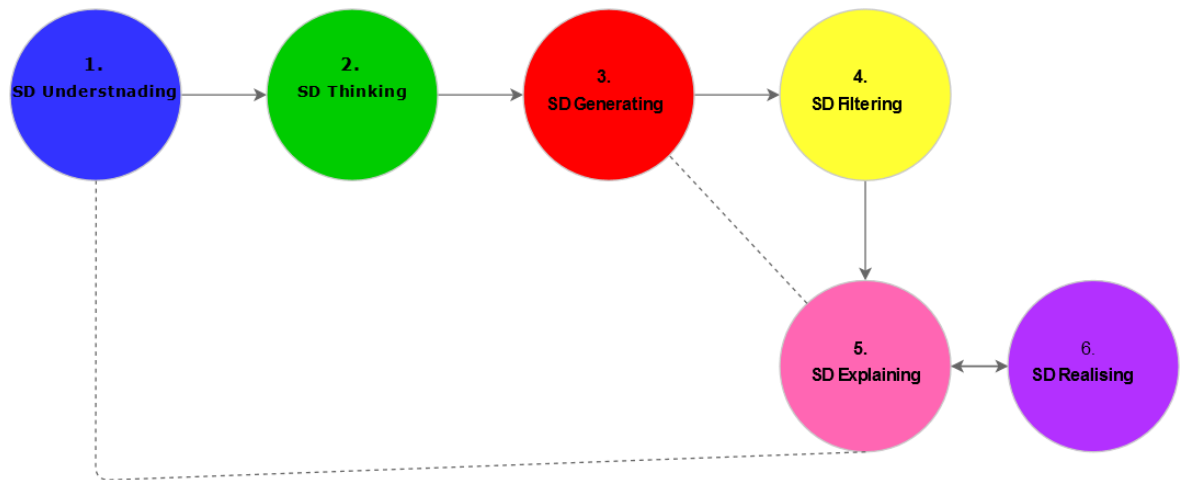 1.
SD Understnading
2.
SD Thinking
3.
SD Generating
4.
SD Filtering
5.
SD Explaining
6.
SD Realising